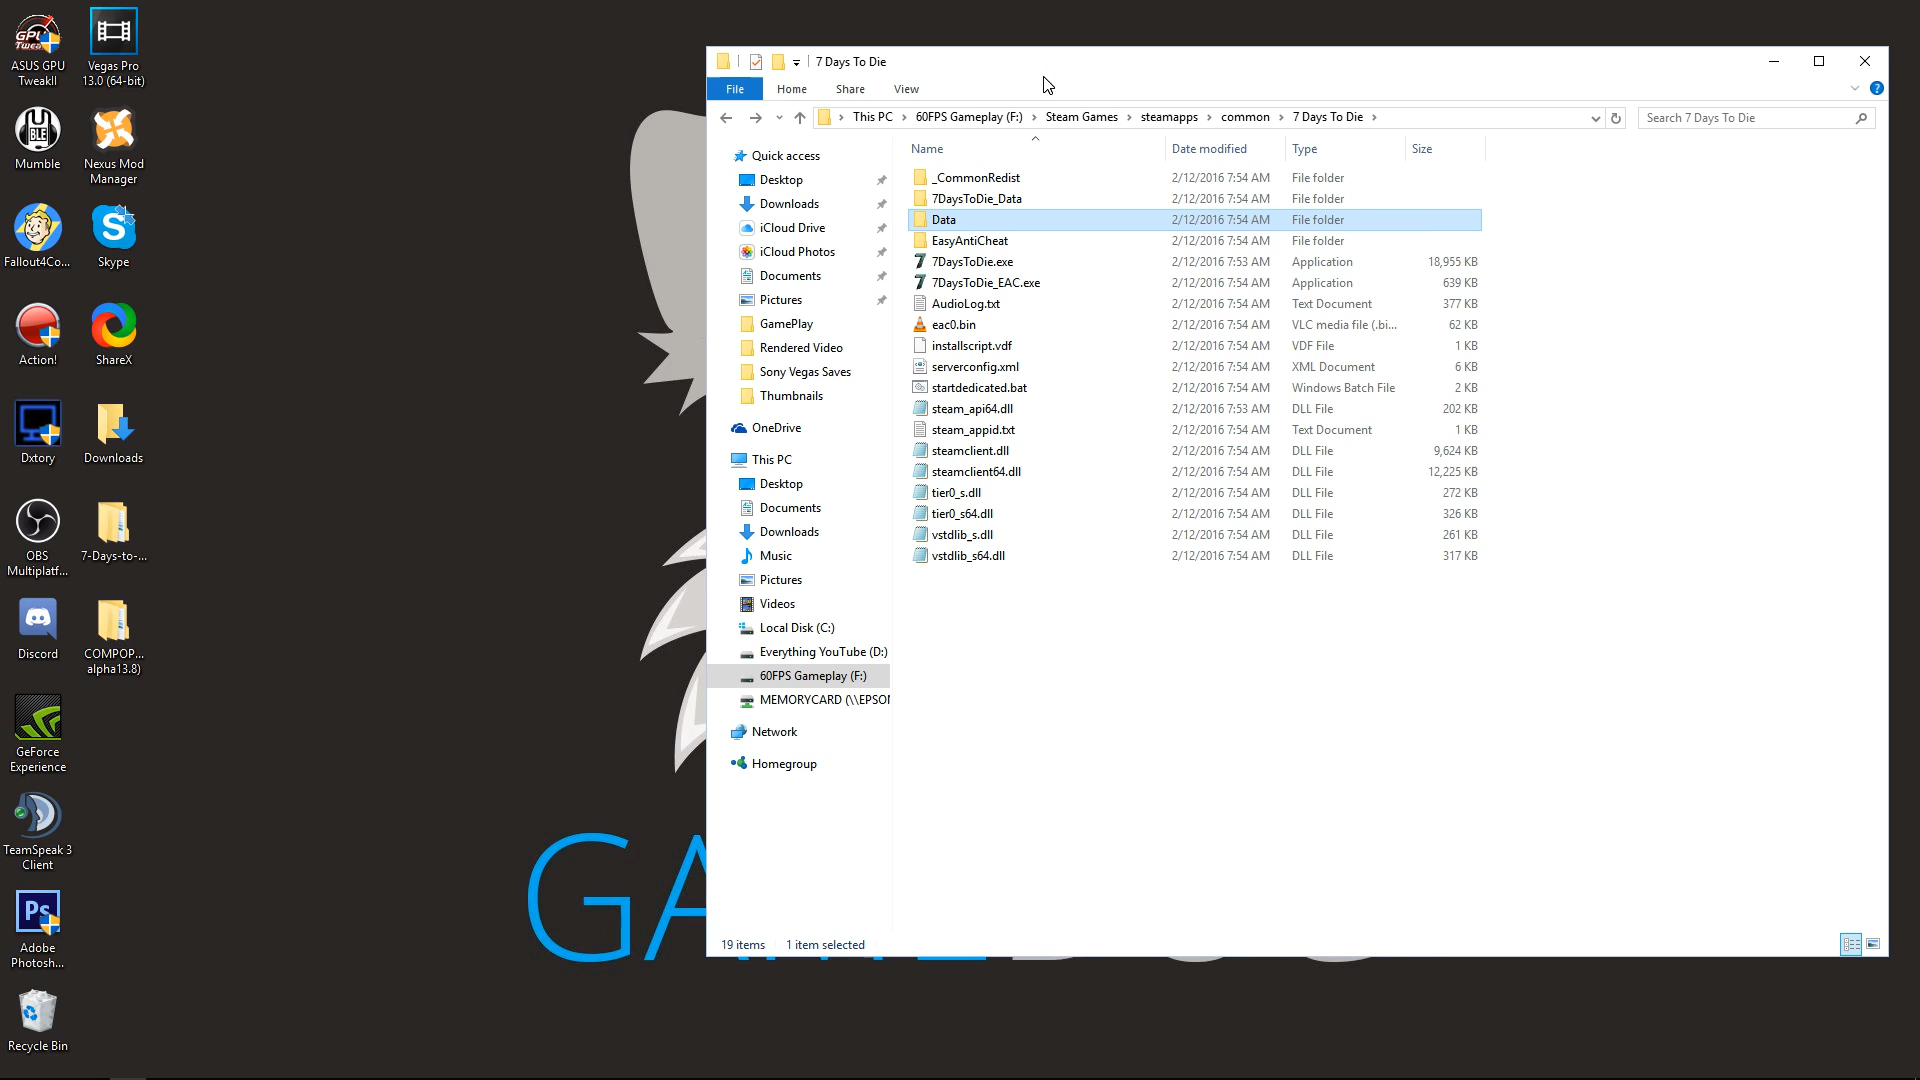 ASUS GPU
TweakII
Vegas Pro
13.0 (64-bit)
Mumble
Nexus Mod
Manager
Fallout4Co...
Skype
Action!
ShareX
Dxtory
Downloads
OBS
Multiplatf...
7-Days-to-...
Discord
COMPOP...
alpha13.8)
GeForce
Experience
TeamSpeak 3
Client
Adobe
Photosh...
Recycle Bin
7 Days To Die
File Home Share View
This PC 60FPS Gameplay (F:) Steam Games steamapps common 7 Days To Die
Search 7 Days To Die
Quick access
Desktop
Downloads
iCloud Drive
iCloud Photos
Documents
Pictures
GamePlay
Rendered Video
Sony Vegas Saves
Thumbnails
OneDrive
This PC
Desktop
Documents
Downloads
Music
Pictures
Videos
Local Disk (C:)
Everything YouTube (D:)
60FPS Gameplay (F:)
MEMORYCARD (\\EPSON
Network
Homegroup
Name Date modified Type Size
_CommonRedist 2/12/2016 7:54 AM File folder
7DaysToDie_Data 2/12/2016 7:54 AM File folder
Data 2/12/2016 7:54 AM File folder
EasyAntiCheat 2/12/2016 7:54 AM File folder
7DaysToDie.exe 2/12/2016 7:53 AM Application 18,955 KB
7DaysToDie_EAC.exe 2/12/2016 7:54 AM Application 639 KB
AudioLog.txt 2/12/2016 7:54 AM Text Document 377 KB
eac0.bin 2/12/2016 7:54 AM VLC media file (.bi... 62 KB
installscript.vdf 2/12/2016 7:54 AM VDF File 1 KB
serverconfig.xml 2/12/2016 7:54 AM XML Document 6 KB
startdedicated.bat 2/12/2016 7:54 AM Windows Batch File 2 KB
steam_api64.dll 2/12/2016 7:53 AM DLL File 202 KB
steam_appid.txt 2/12/2016 7:54 AM Text Document 1 KB
steamclient.dll 2/12/2016 7:54 AM DLL File 9,624 KB
steamclient64.dll 2/12/2016 7:54 AM DLL File 12,225 KB
tier0_s.dll 2/12/2016 7:54 AM DLL File 272 KB
tier0_s64.dll 2/12/2016 7:54 AM DLL File 326 KB
vstdlib_s.dll 2/12/2016 7:54 AM DLL File 261 KB
vstdlib_s64.dll 2/12/2016 7:54 AM DLL File 317 KB
19 items 1 item selected
GA